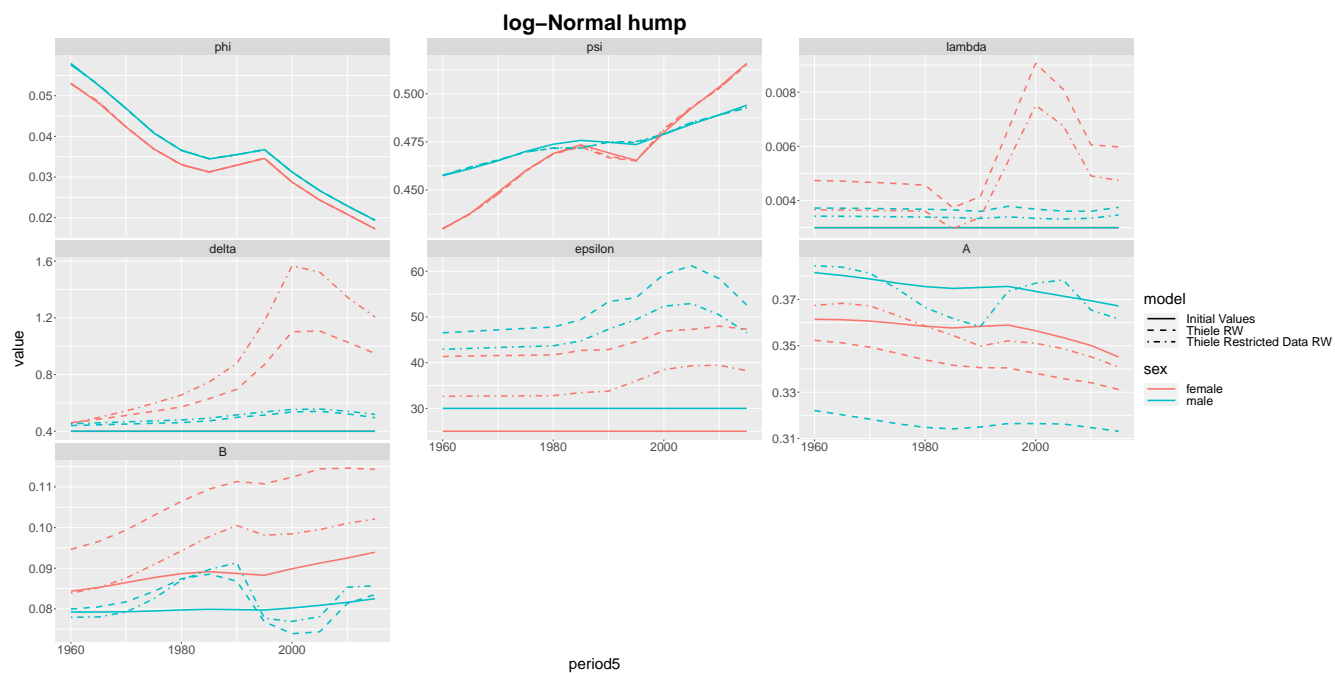 log−Normal hump
phi
psi
lambda
0.05
0.04
0.03
0.02
0.500
0.475
0.450
0.008
0.006
0.004
delta
epsilon
A
1.6
1.2
0.8
0.4
60
50
40
30
1960
1980
2000
0.37
0.35
0.33
0.31
1960
1980
2000
B
0.11
0.10
0.09
0.08
1960
1980
2000
value
period5
model
Initial Values
Thiele RW
Thiele Restricted Data RW
sex
female
male